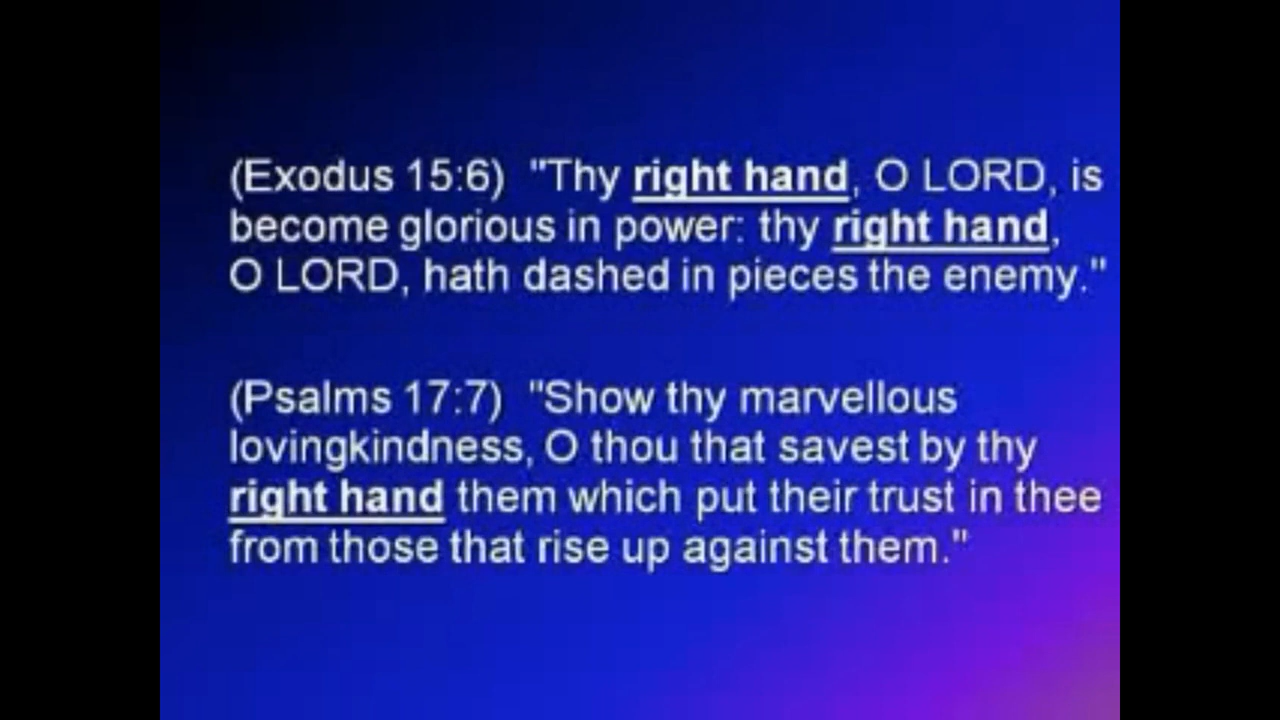 (Exodus 15:6)  "Thy right hand, O LORD, is
become glorious in power: thy right hand,
O LORD, hath dashed in pieces the enemy."
(Psalms 17:7)  "Show thy marvellous
lovingkindness, O thou that savest by thy
right hand them which put their trust in thee
from those that rise up against them."